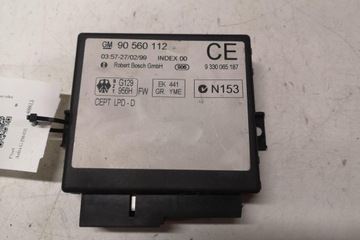 GM 90 560 112
CE
03:57-27/02/99 INDEX 00
Robert Bosch GmbH
9 330 085 187
G129
956H FW
EK 441
GR YME
N153
CEPT LPD - D